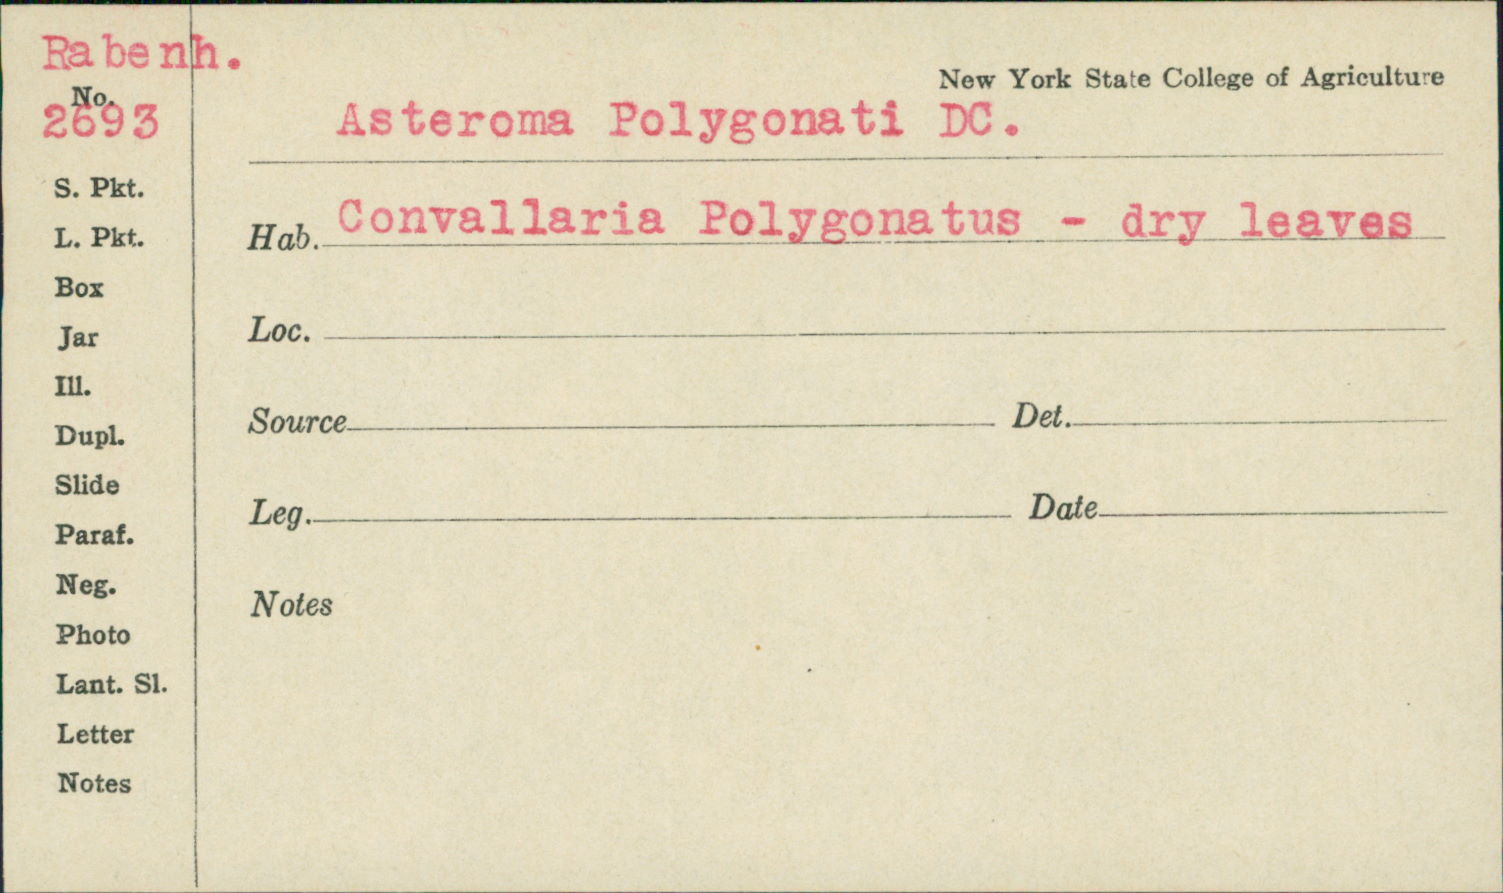 Rabenh.
No.
2693
New York State College of Agriculture
Asteroma Polygonati DC.
S. Pkt.
L. Pkt.
Box
Jar
Ill.
Dupl.
Slide
Paraf.
Neg.
Photo
Lant. Sl.
Letter
Notes
Hab. Convallaria Polygonatus - dry leaves
Loc.
Source Det.
Leg. Date
Notes